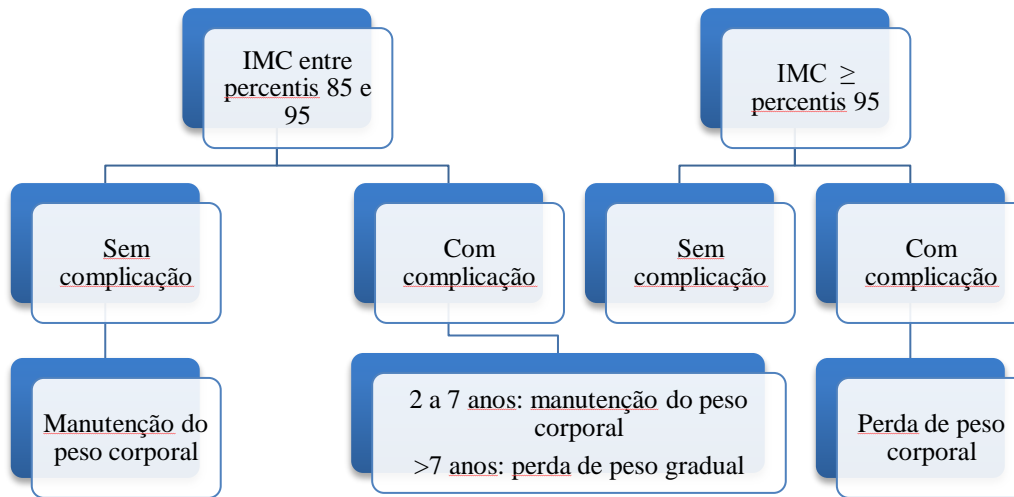 IMC entre
percentis 85 e
95
IMC ≥
percentis 95
Sem
complicação
Com
complicação
Sem
complicação
Com
complicação
Manutenção do
peso corporal
2 a 7 anos: manutenção do peso
corporal
>7 anos: perda de peso gradual
Perda de peso
corporal